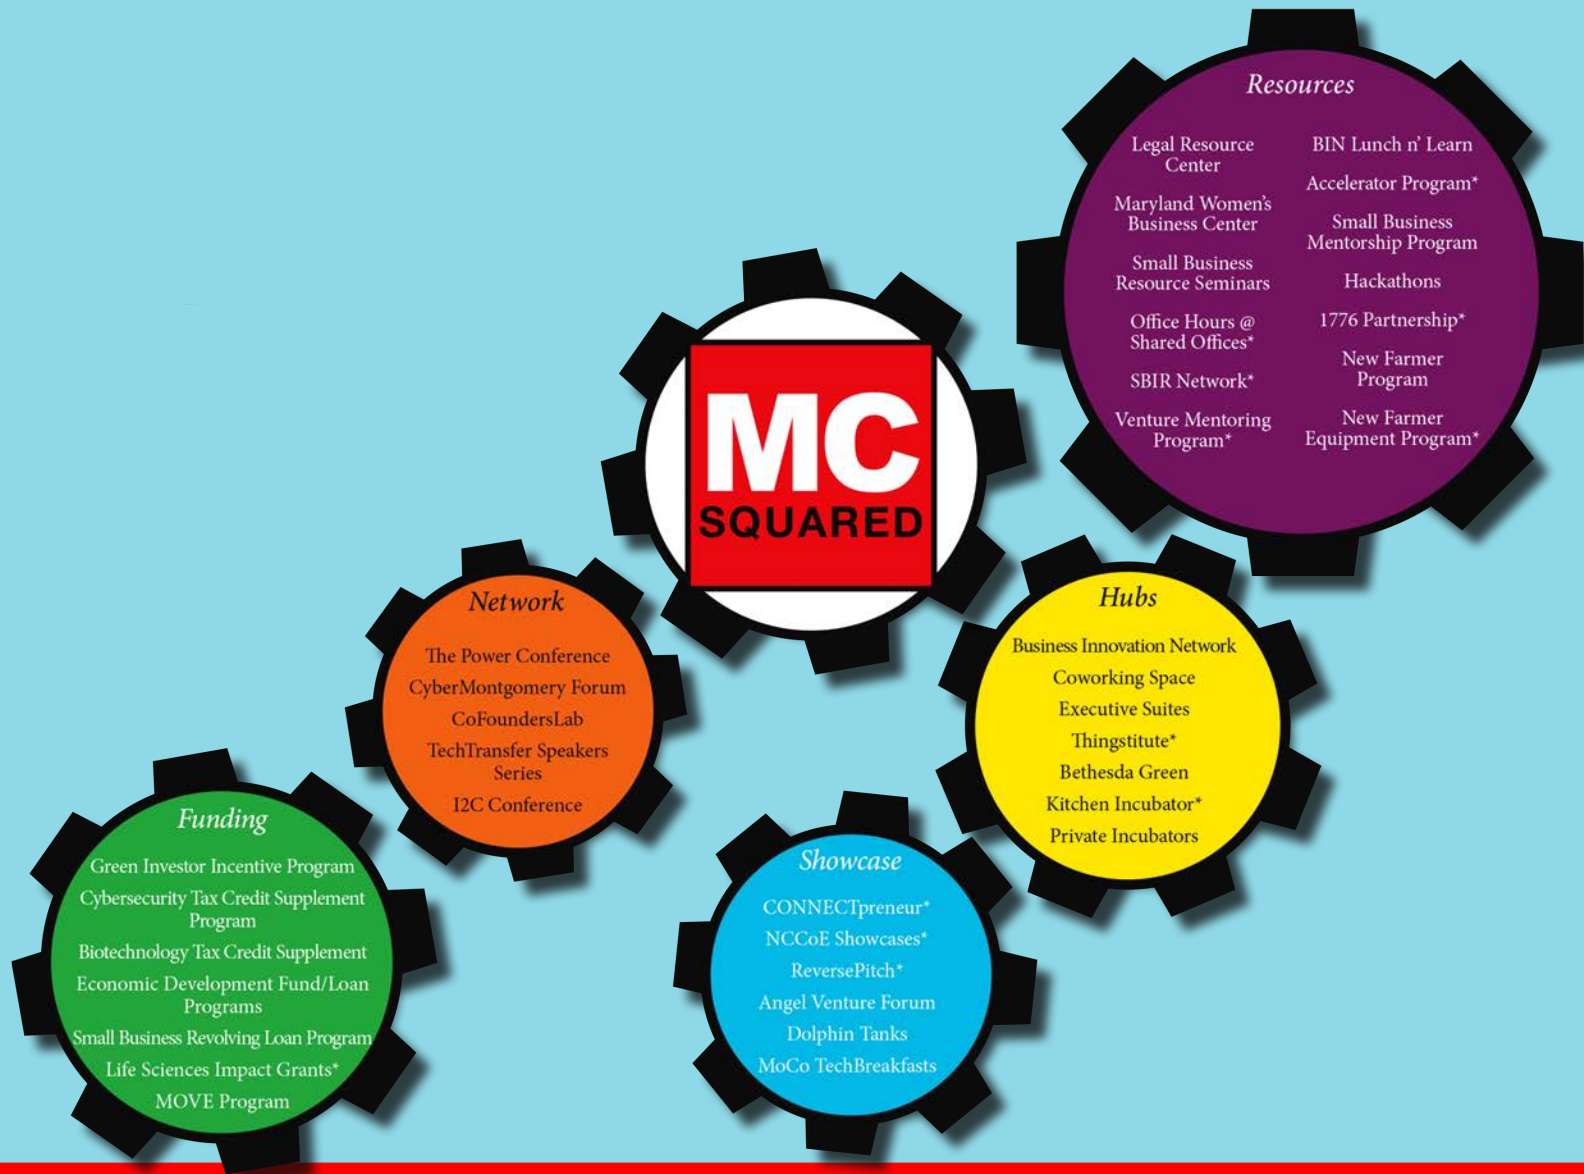 Resources
Legal Resource
Center
Maryland Women's
Business Center
Small Business
Resource Seminars
Office Hours @
Shared Offices*
SBIR Network*
Venture Mentoring
Program*
BIN Lunch n' Learn
Accelerator Program*
Small Business
Mentorship Program
Hackathons
1776 Partnership*
New Farmer
Program
New Farmer
Equipment Program*
MC
SQUARED
Network
The Power Conference
CyberMontgomery Forum
CoFoundersLab
TechTransfer Speakers
Series
I2C Conference
Hubs
Business Innovation Network
Coworking Space
Executive Suites
Thingstitute*
Bethesda Green
Kitchen Incubator*
Private Incubators
Funding
Green Investor Incentive Program
Cybersecurity Tax Credit Supplement
Program
Biotechnology Tax Credit Supplement
Economic Development Fund/Loan
Programs
Small Business Revolving Loan Program
Life Sciences Impact Grants*
MOVE Program
Showcase
CONNECTpreneur*
NCCoE Showcases*
ReversePitch*
Angel Venture Forum
Dolphin Tanks
MoCo TechBreakfasts